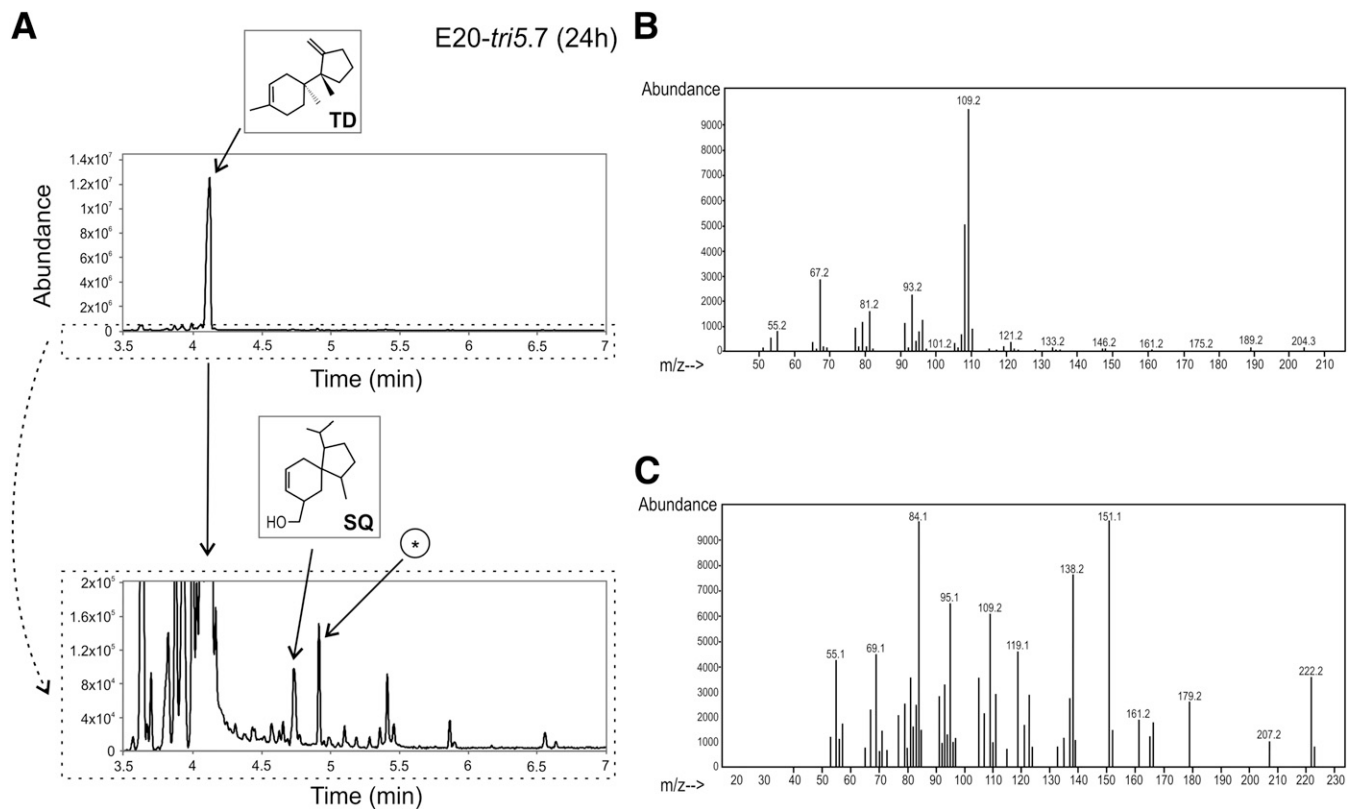 A
E20-tri5.7 (24h)
TD
Abundance
1.4x10⁷
1.2x10⁷
1x10⁷
8x10⁶
6x10⁶
4x10⁶
2x10⁶
0
3.5 4 4.5 5 5.5 6 6.5 7
Time (min)
HO
SQ
*
2x10⁵
1.6x10⁵
1.2x10⁵
8x10⁴
4x10⁴
0
3.5 4 4.5 5 5.5 6 6.5 7
Time (min)
B
Abundance
9000
8000
7000
6000
5000
4000
3000
2000
1000
0
55.2 67.2 81.2 93.2 101.2 109.2 121.2 133.2 146.2 161.2 175.2 189.2 204.3
50 60 70 80 90 100 110 120 130 140 150 160 170 180 190 200 210
m/z-->
C
Abundance
9000
8000
7000
6000
5000
4000
3000
2000
1000
0
55.1 69.1 84.1 95.1 109.2 119.1 138.2 151.1 161.2 179.2 207.2 222.2
20 30 40 50 60 70 80 90 100 110 120 130 140 150 160 170 180 190 200 210 220 230
m/z-->